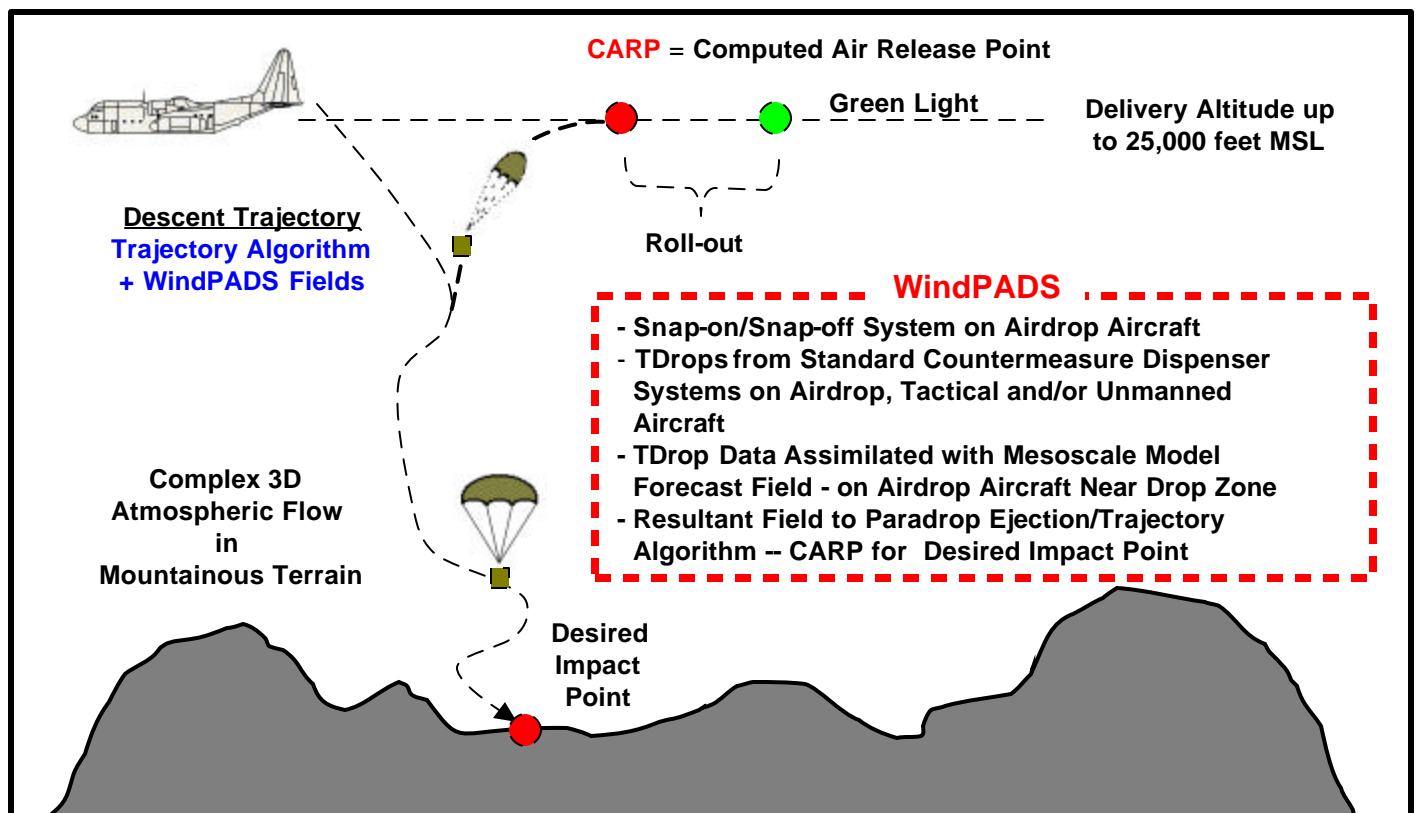 CARP = Computed Air Release Point
Green Light
Delivery Altitude up
to 25,000 feet MSL
Descent Trajectory
Trajectory Algorithm
+ WindPADS Fields
Roll-out
WindPADS
- Snap-on/Snap-off System on Airdrop Aircraft
- TDrops from Standard Countermeasure Dispenser
Systems on Airdrop, Tactical and/or Unmanned
Aircraft
- TDrop Data Assimilated with Mesoscale Model
Forecast Field - on Airdrop Aircraft Near Drop Zone
- Resultant Field to Paradrop Ejection/Trajectory
Algorithm -- CARP for Desired Impact Point
Complex 3D
Atmospheric Flow
in
Mountainous Terrain
Desired
Impact
Point